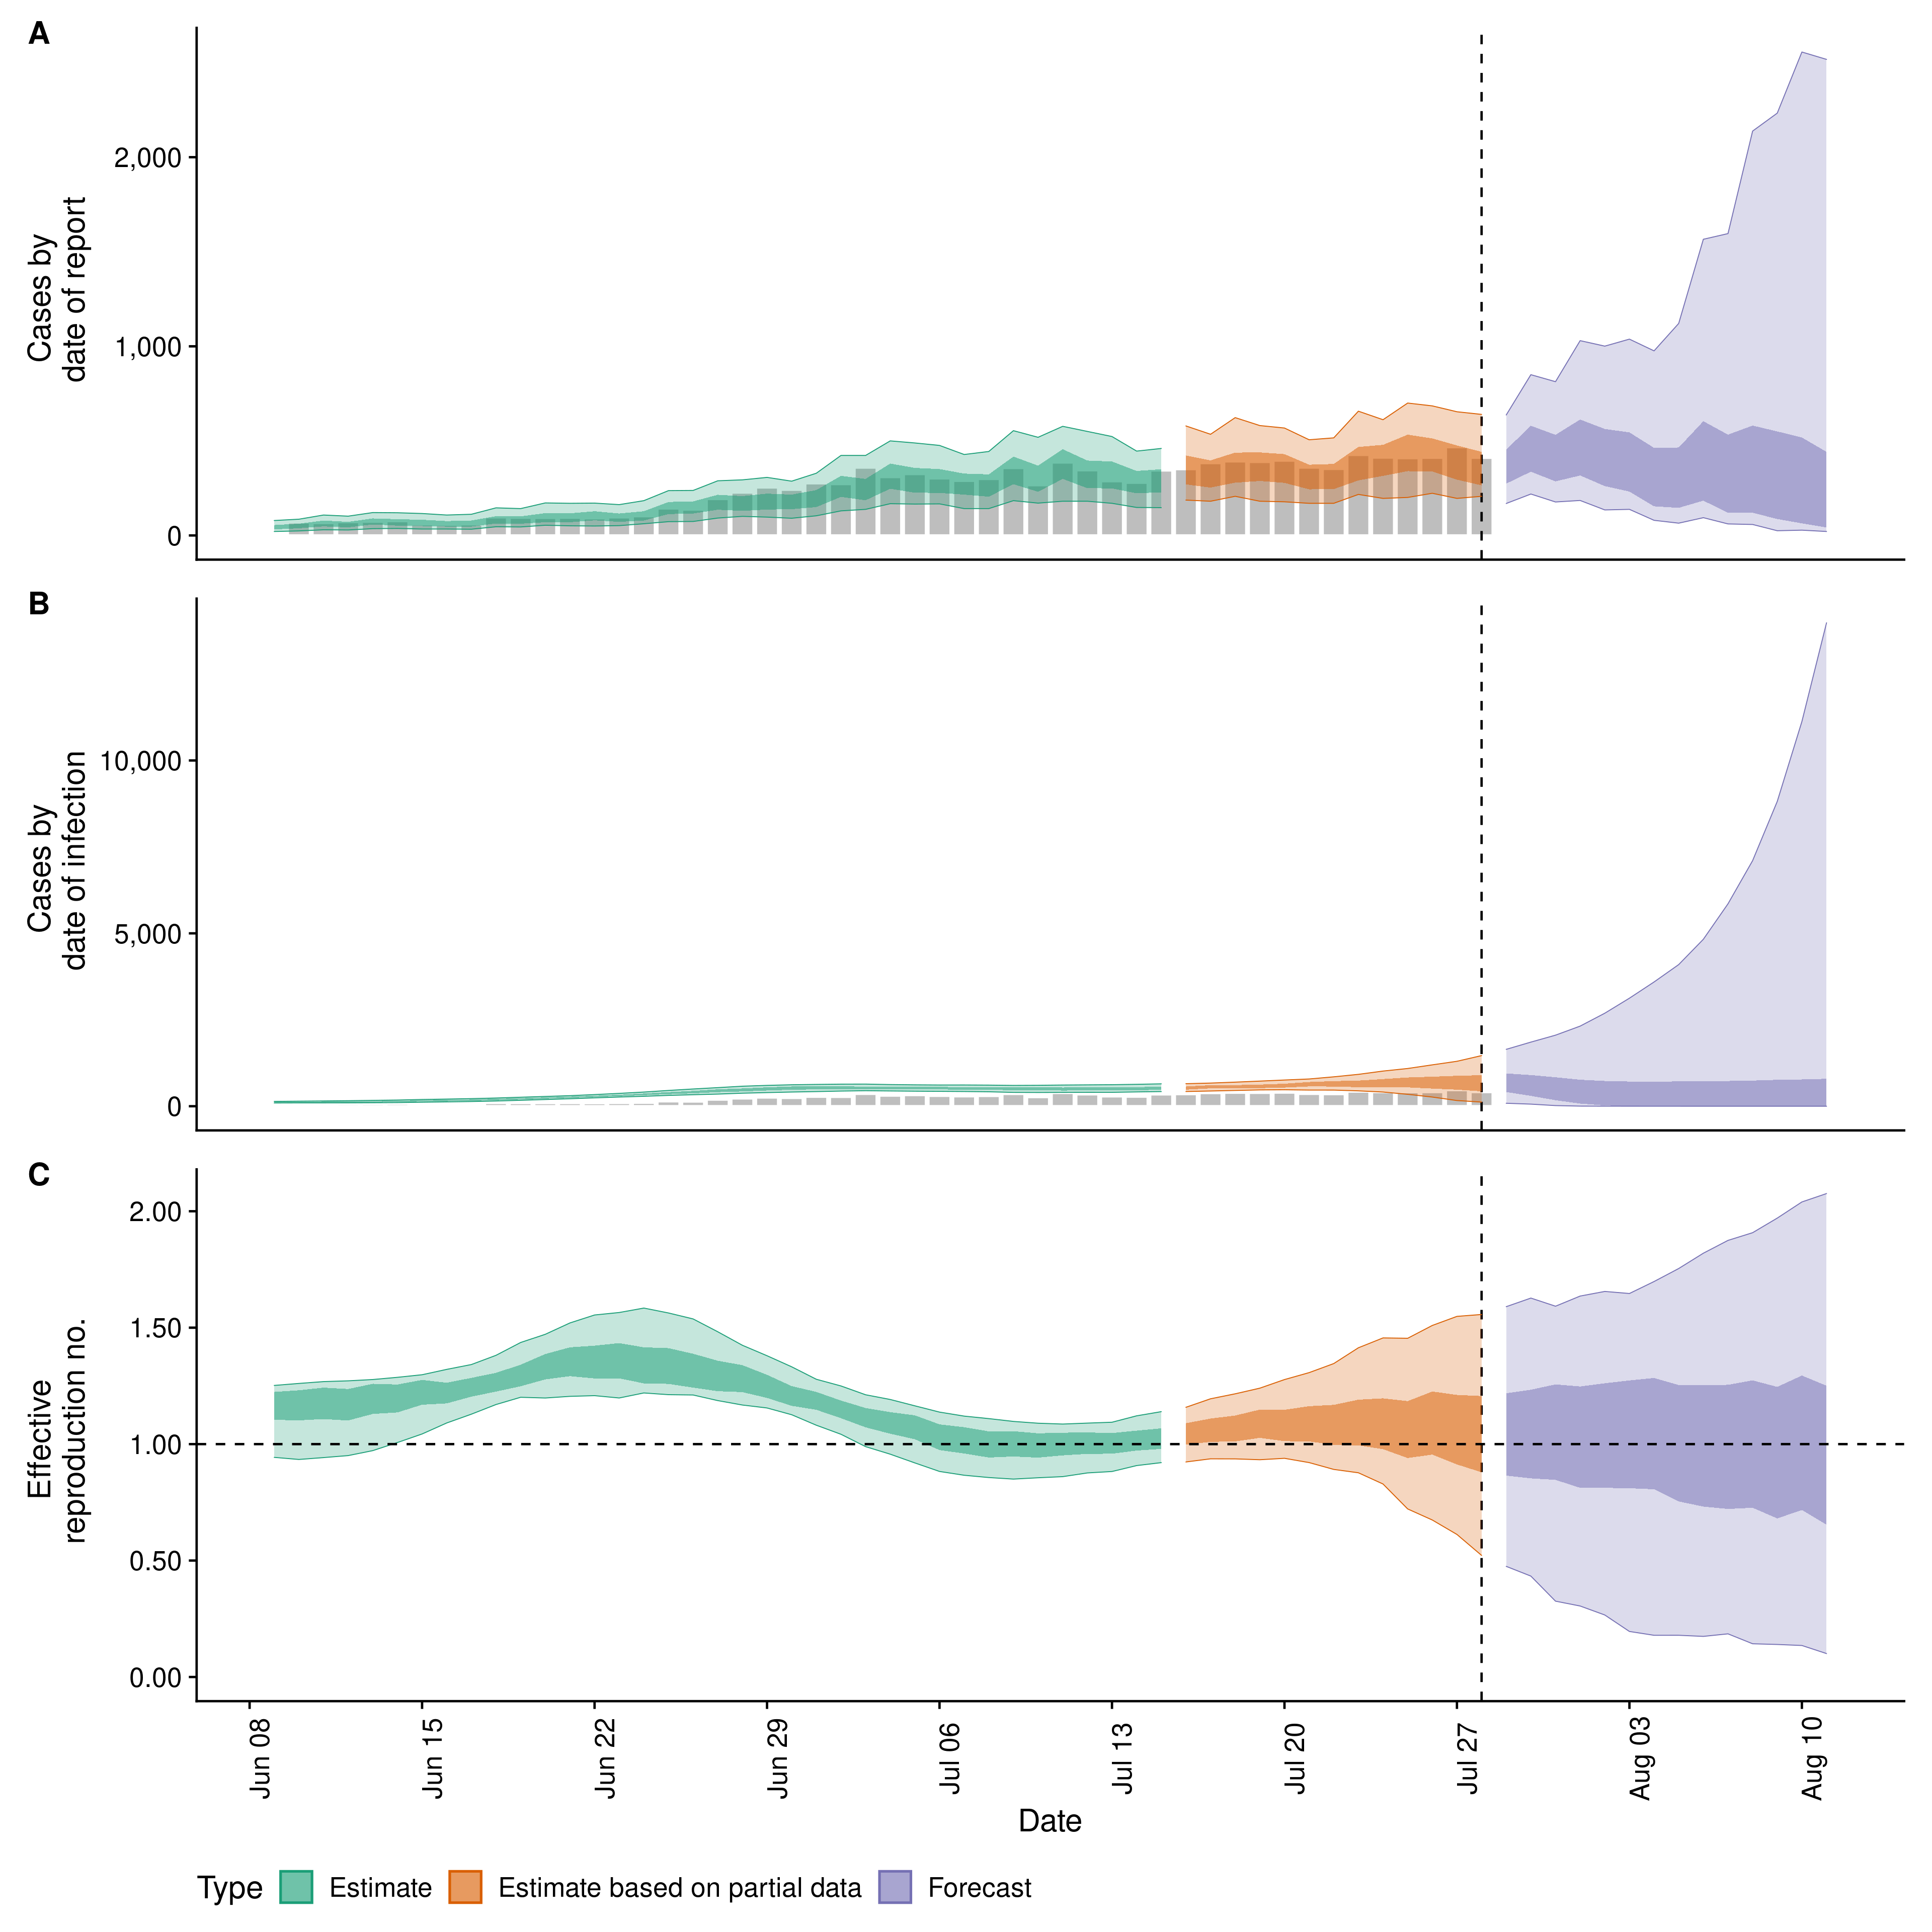 A
Cases by
date of report
2,000
1,000
0
B
Cases by
date of infection
10,000
5,000
0
C
Effective
reproduction no.
2.00
1.50
1.00
0.50
0.00
Jun 08
Jun 15
Jun 22
Jun 29
Jul 06
Jul 13
Jul 20
Jul 27
Aug 03
Aug 10
Date
Type Estimate Estimate based on partial data Forecast